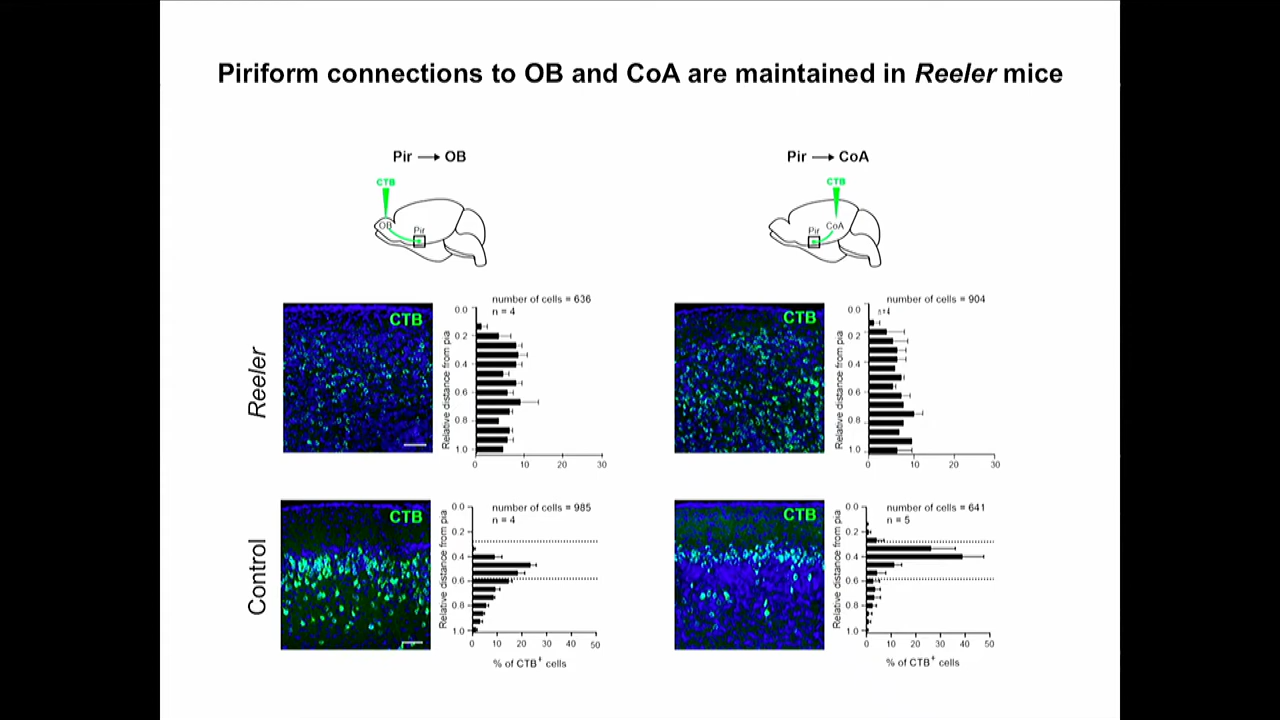 Piriform connections to OB and CoA are maintained in Reeler mice
Pir → OB
Pir → CoA
CTB
OB
Pir
CTB
CoA
Pir
Reeler
CTB
number of cells = 636
n = 4
Relative distance from pia
0.0
0.2
0.4
0.6
0.8
1.0
0
10
20
30
CTB
number of cells = 904
n=4
Relative distance from pia
0.0
0.2
0.4
0.6
0.8
1.0
0
10
20
30
Control
CTB
number of cells = 985
n = 4
Relative distance from pia
0.0
0.2
0.4
0.6
0.8
1.0
0
10
20
30
40
50
% of CTB+ cells
CTB
number of cells = 641
n = 5
Relative distance from pia
0.0
0.2
0.4
0.6
0.8
1.0
0
10
20
30
40
50
% of CTB+ cells